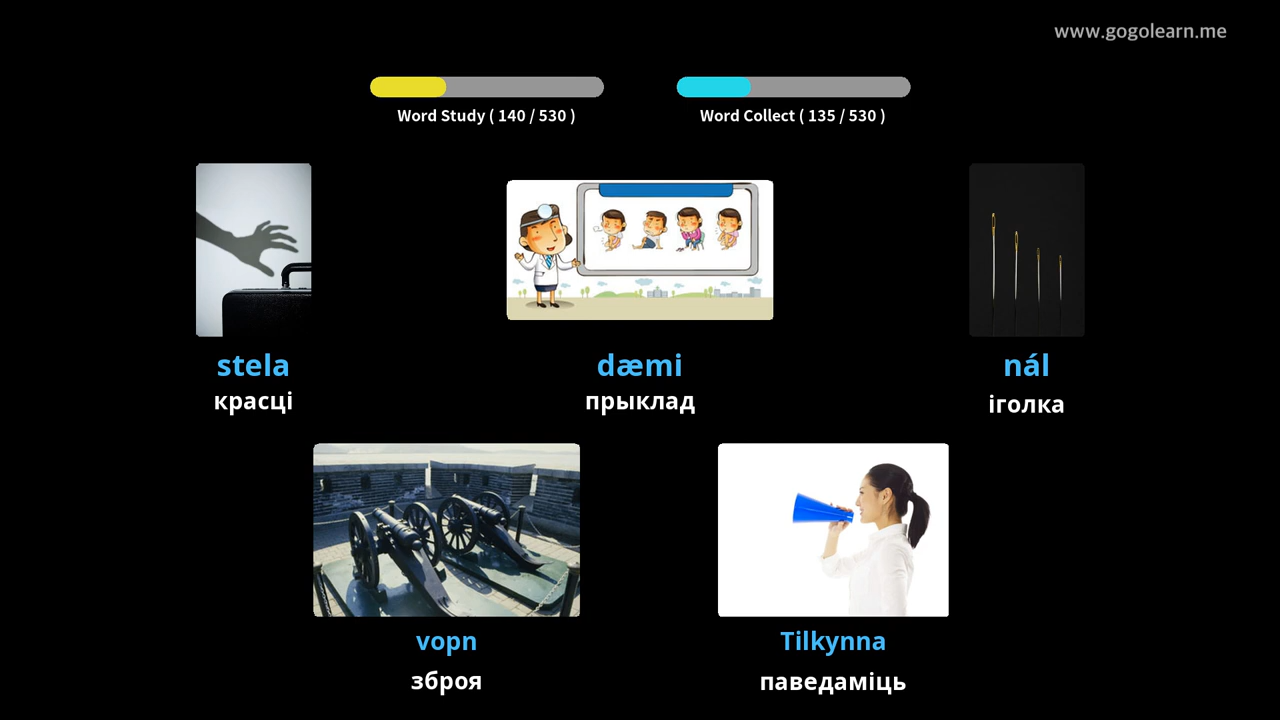 www.gogolearn.me
Word Study ( 140 / 530 )
Word Collect ( 135 / 530 )
stela
красці
dæmi
прыклад
nál
іголка
vopn
зброя
Tilkynna
паведаміць